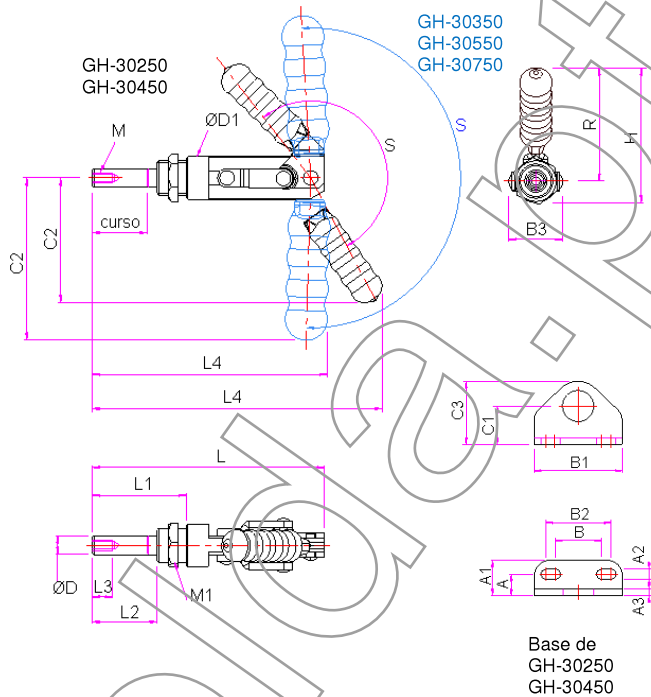 GH-30350
GH-30550
GH-30750
GH-30250
GH-30450
M
ØD1
S
S
R
H
curso
B3
C2
C2
L4
L4
C3
C1
B1
L
L1
B2
B
A2
A1
A
A3
ØD
L3
M1
L2
Base de
GH-30250
GH-30450